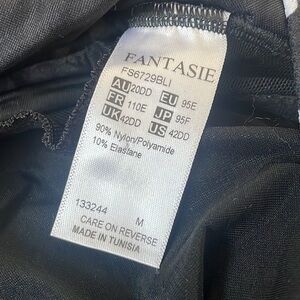 FANTASIE
FS6729BLI
AU 20DD EU 95E
FR 110E JP 95F
UK 42DD US 42DD
90% Nylon/Polyamide
10% Elastane
133244 M
CARE ON REVERSE
MADE IN TUNISIA